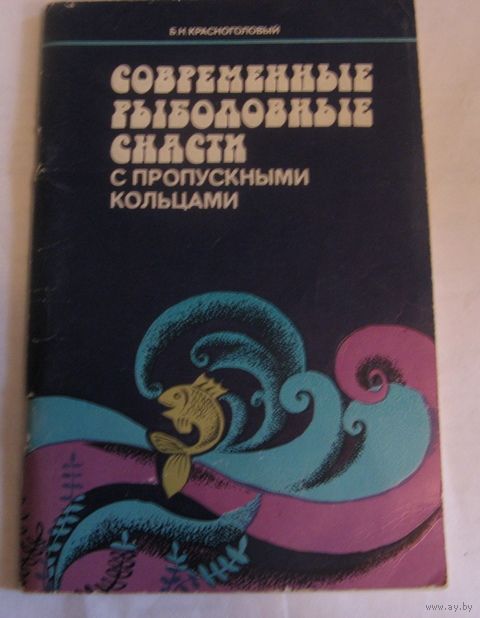 Б.Н.КРАСНОГОЛОВЫЙ
СОВРЕМЕННЫЕ
РЫБОЛОВНЫЕ
СНАСТИ
С ПРОПУСКНЫМИ
КОЛЬЦАМИ
© www.ay.by